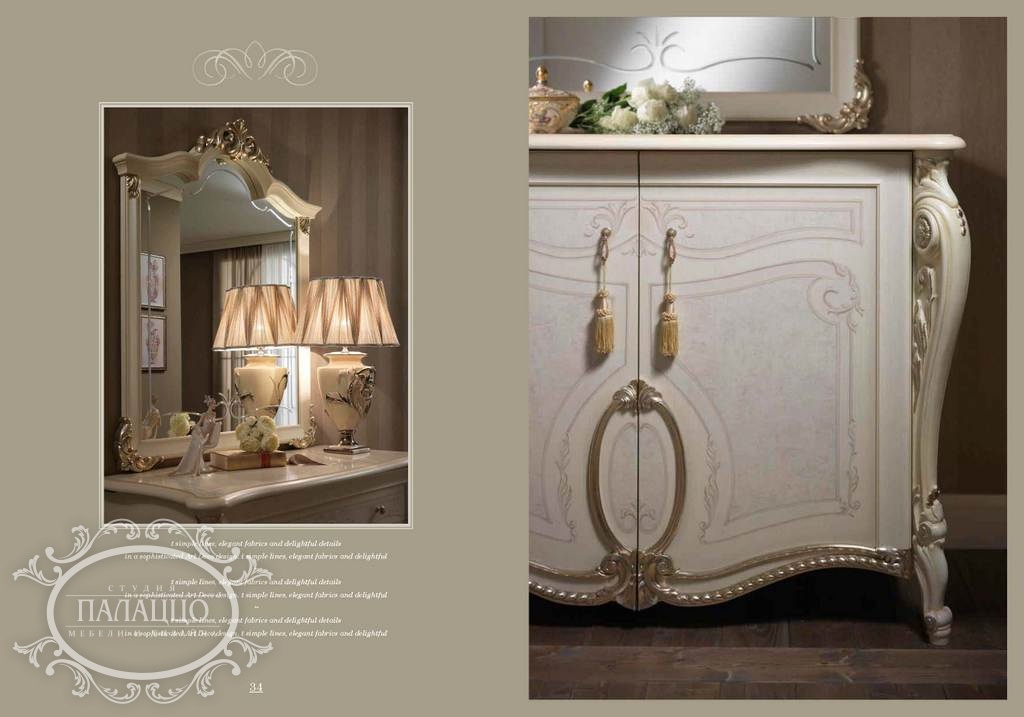 t simple lines, elegant fabrics and delightful details
in a sophisticated Art Deco design. t simple lines, elegant fabrics and delightful
t simple lines, elegant fabrics and delightful details
in a sophisticated Art Deco design. t simple lines, elegant fabrics and delightful
t simple lines, elegant fabrics and delightful details
in a sophisticated Art Deco design. t simple lines, elegant fabrics and delightful
СТУДИЯ
ПАЛАЦЦО
МЕБЕЛИ
34